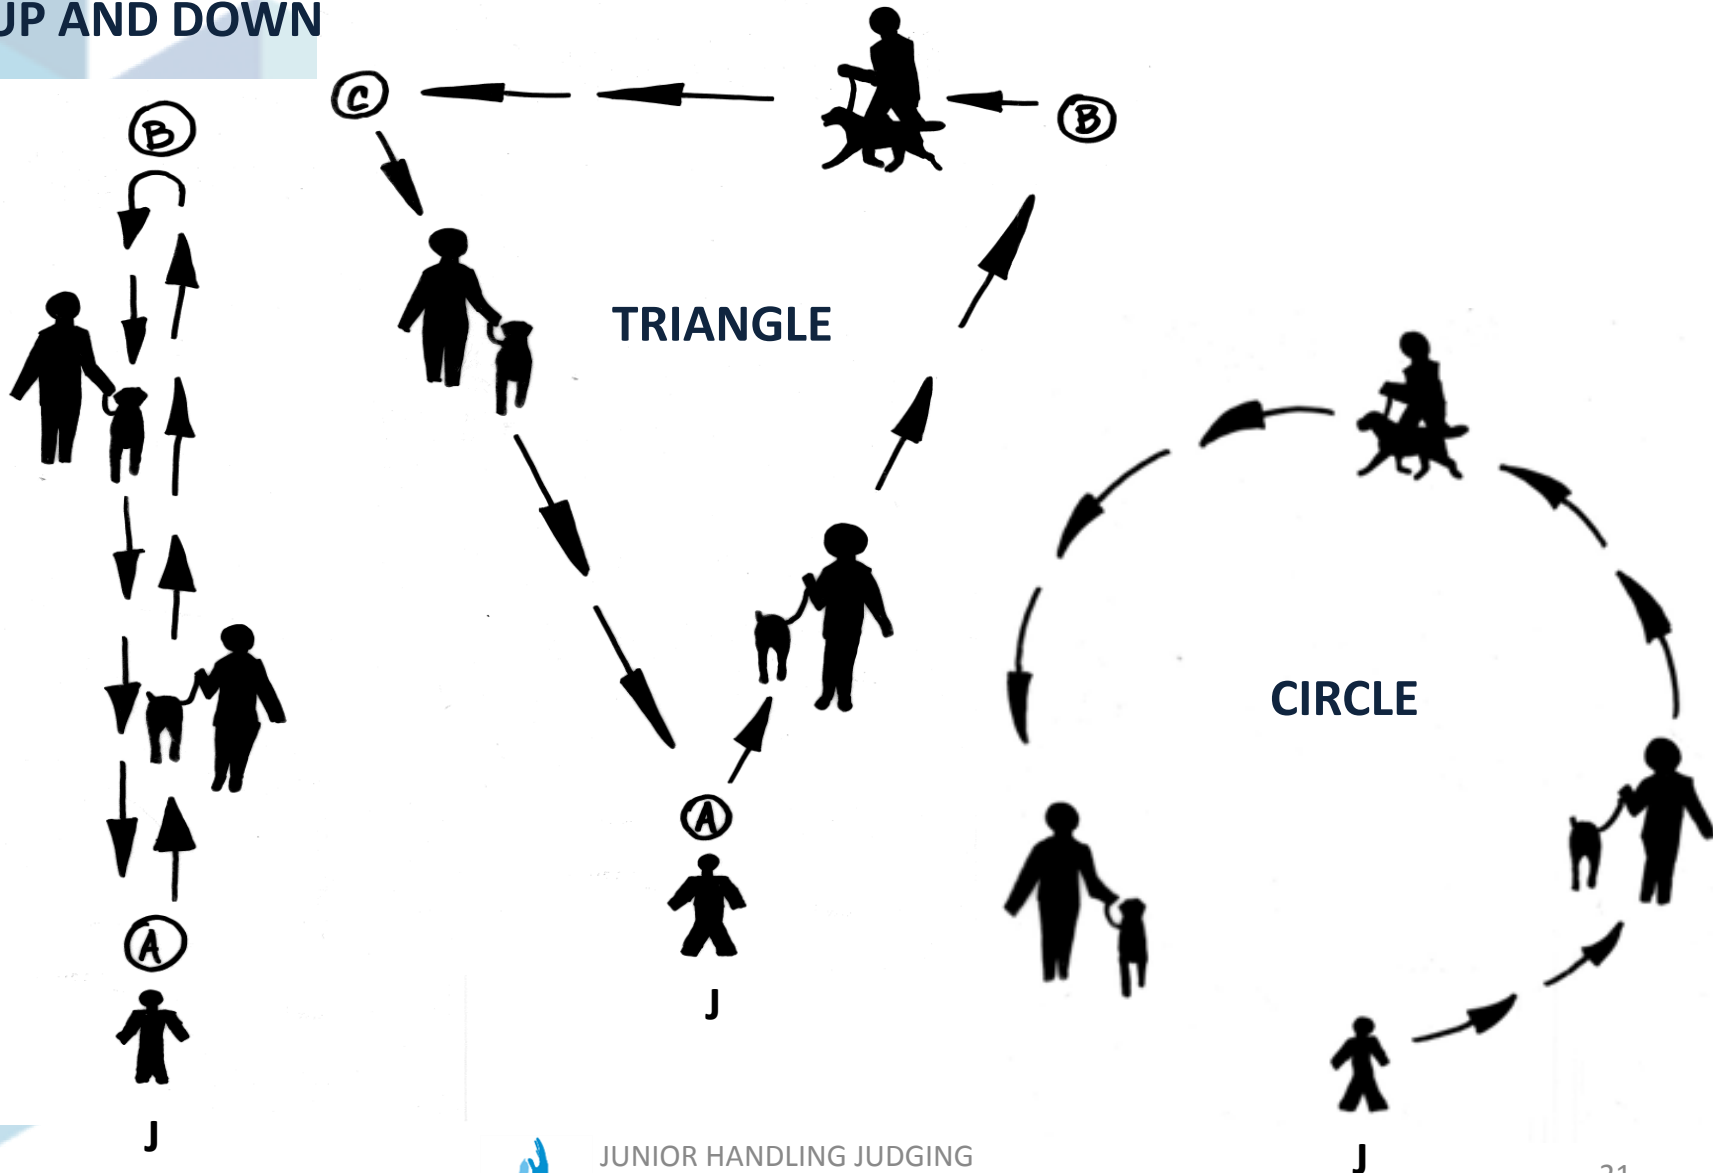 UP AND DOWN
B
C
B
TRIANGLE
CIRCLE
A
A
J
J
J
JUNIOR HANDLING JUDGING